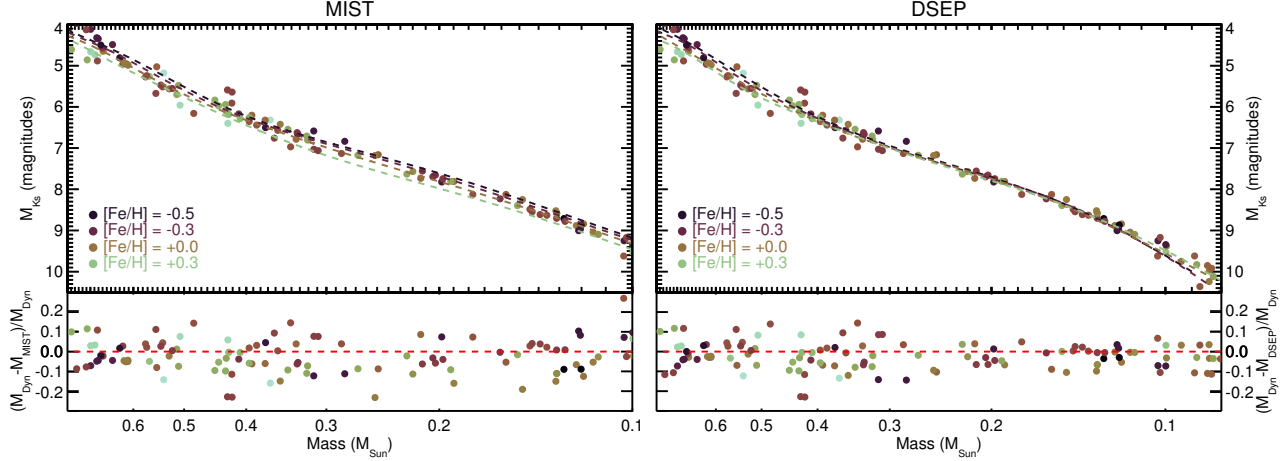 MIST
DSEP
4
5
6
7
8
9
10
M_Ks (magnitudes)
[Fe/H] = -0.5
[Fe/H] = -0.3
[Fe/H] = +0.0
[Fe/H] = +0.3
[Fe/H] = -0.5
[Fe/H] = -0.3
[Fe/H] = +0.0
[Fe/H] = +0.3
4
5
6
7
8
9
10
M_Ks (magnitudes)
0.2
0.1
0.0
-0.1
-0.2
(M_Dyn -M_MIST)/M_Dyn
0.2
0.1
0.0
-0.1
-0.2
(M_Dyn -M_DSEP)/M_Dyn
0.6 0.5 0.4 0.3 0.2 0.1
Mass (M_Sun)
0.6 0.5 0.4 0.3 0.2 0.1
Mass (M_Sun)